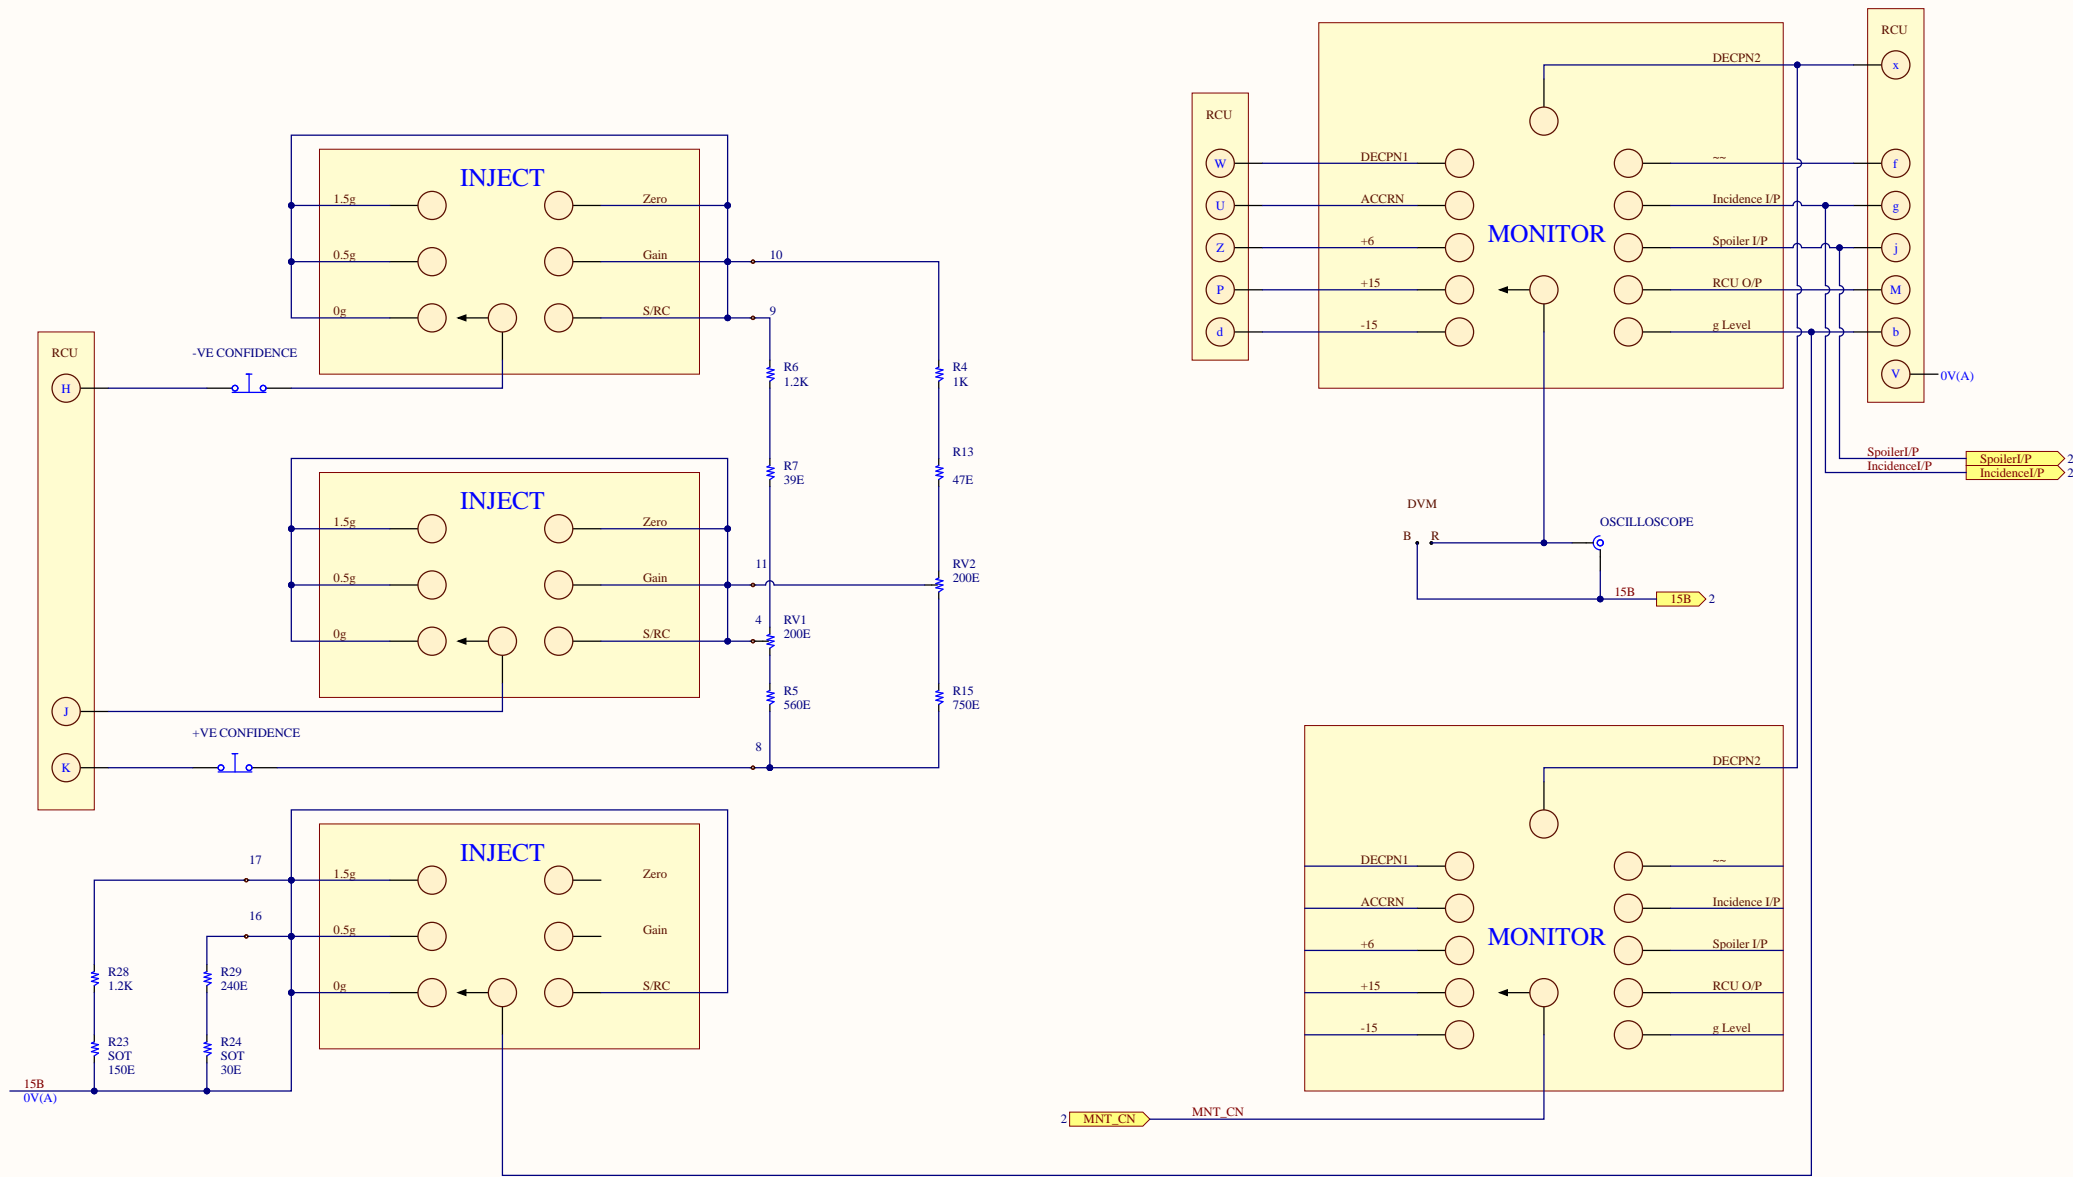 RCU
H
J
K
-VE CONFIDENCE
+VE CONFIDENCE
INJECT
1.5g
Zero
0.5g
Gain
0g
S/RC
10
9
R6
1.2K
R4
1K
R7
39E
R13
47E
INJECT
1.5g
Zero
0.5g
Gain
0g
S/RC
11
4
RV2
200E
RV1
200E
R5
560E
R15
750E
8
INJECT
1.5g
Zero
0.5g
Gain
0g
S/RC
17
16
R28
1.2K
R29
240E
R23
SOT
150E
R24
SOT
30E
15B
0V(A)
RCU
W
U
Z
P
d
MONITOR
DECPN2
DECPN1
~~
ACCRN
Incidence I/P
+6
Spoiler I/P
+15
RCU O/P
-15
g Level
RCU
x
f
g
j
M
b
V
0V(A)
SpoilerI/P
SpoilerI/P
2
IncidenceI/P
IncidenceI/P
2
DVM
B
R
OSCILLOSCOPE
15B
15B
2
MONITOR
DECPN2
DECPN1
~~
ACCRN
Incidence I/P
+6
Spoiler I/P
+15
RCU O/P
-15
g Level
2
MNT_CN
MNT_CN